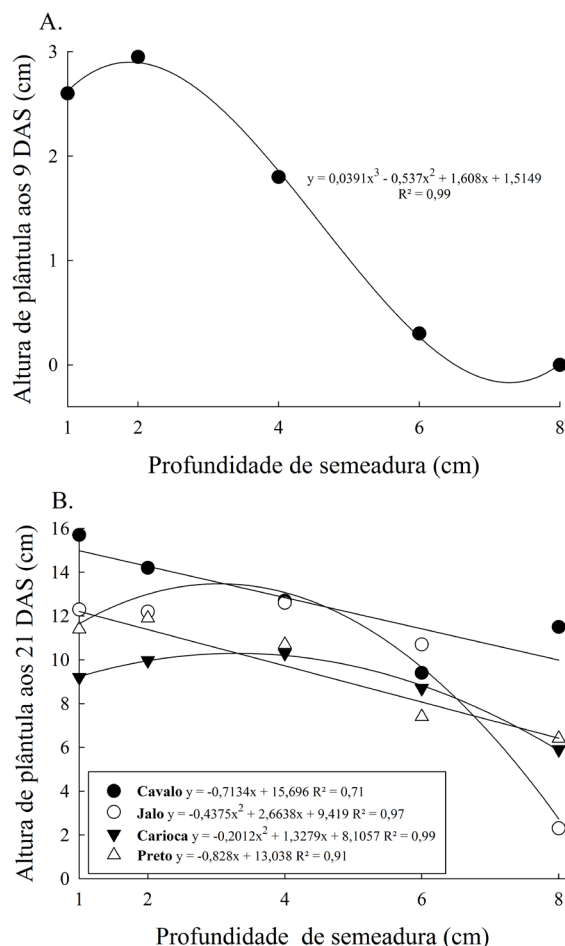 A.
Altura de plântula aos 9 DAS (cm)
3
2
1
0
y = 0,0391x³ - 0,537x² + 1,608x + 1,5149
R² = 0,99
1 2 4 6 8
Profundidade de semeadura (cm)
B.
Altura de plântula aos 21 DAS (cm)
16
14
12
10
8
6
4
2
0
Cavalo y = -0,7134x + 15,696 R² = 0,71
Jalo y = -0,4375x² + 2,6638x + 9,419 R² = 0,97
Carioca y = -0,2012x² + 1,3279x + 8,1057 R² = 0,99
Preto y = -0,828x + 13,038 R² = 0,91
1 2 4 6 8
Profundidade de semeadura (cm)